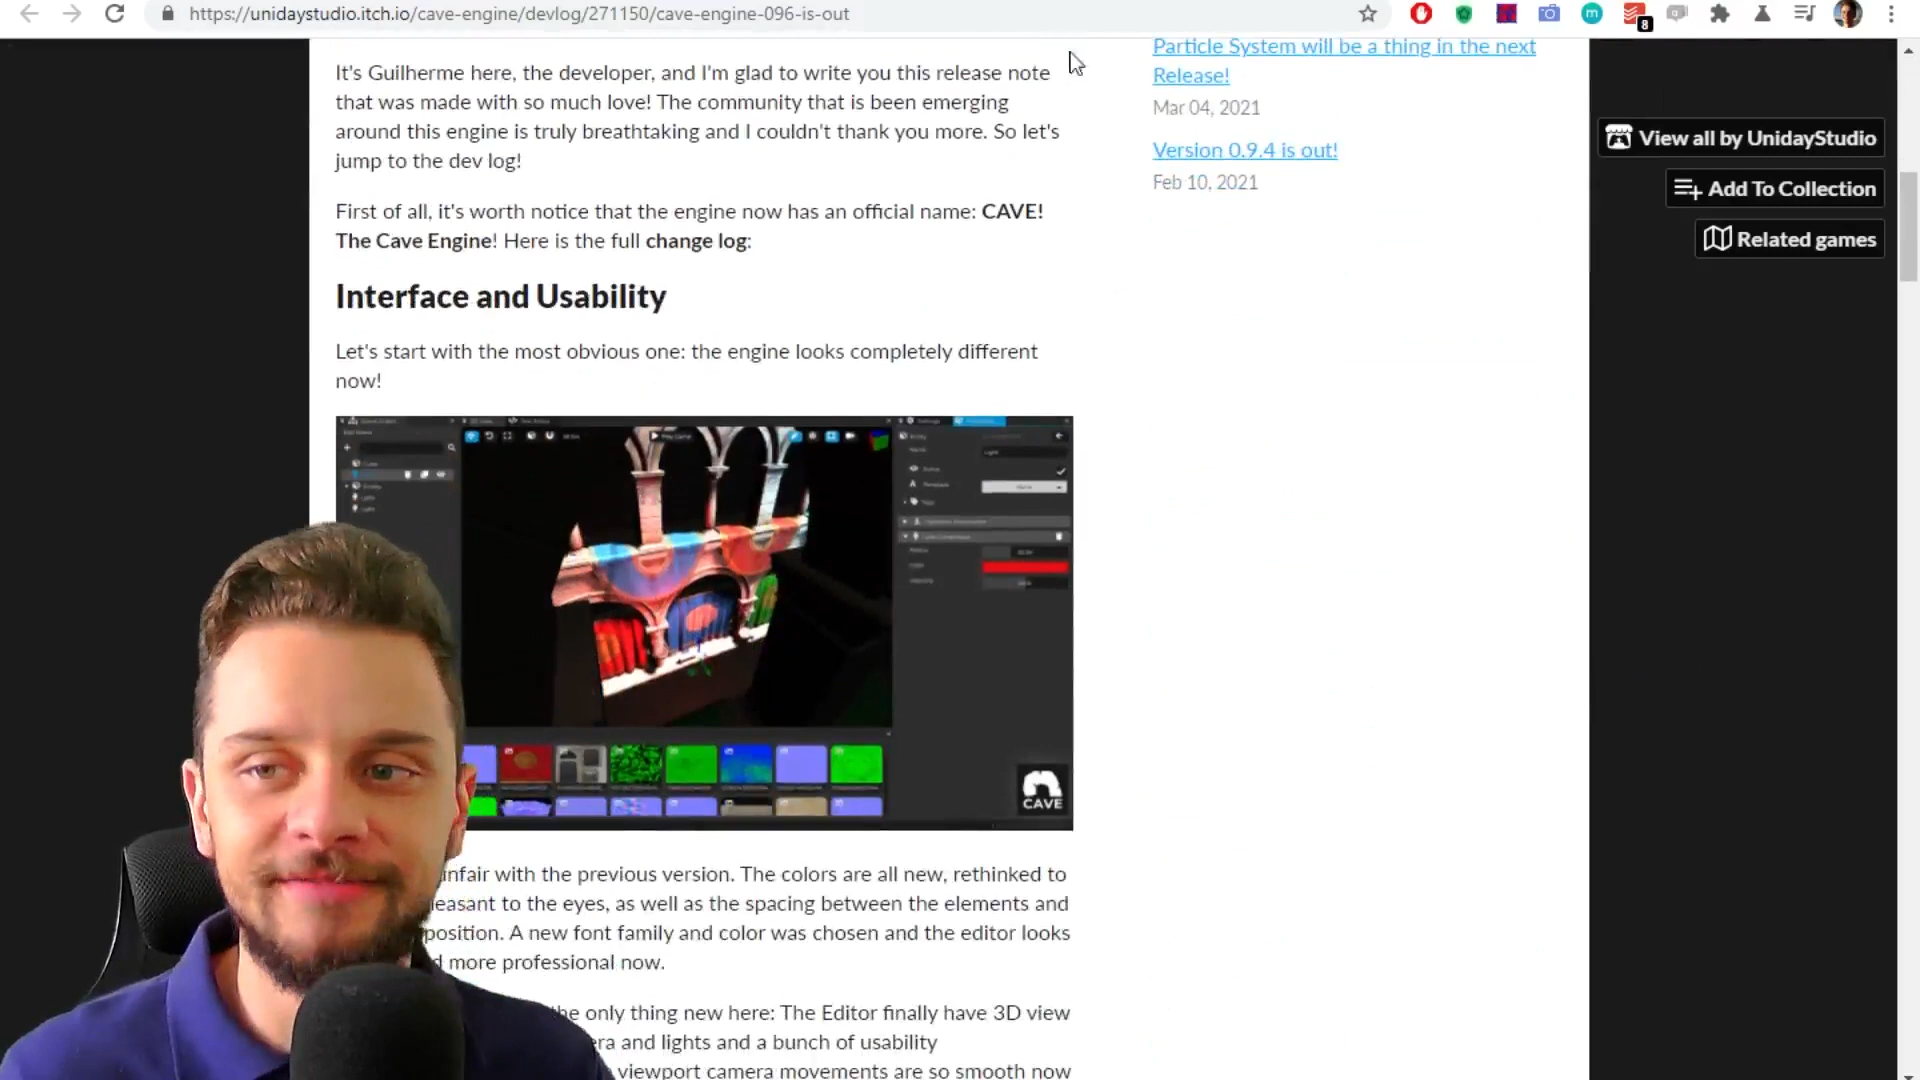 https://unidaystudio.itch.io/cave-engine/devlog/271150/cave-engine-096-is-out
8
It's Guilherme here, the developer, and I'm glad to write you this release note
that was made with so much love! The community that is been emerging
around this engine is truly breathtaking and I couldn't thank you more. So let's
jump to the dev log!
First of all, it's worth notice that the engine now has an official name: CAVE!
The Cave Engine! Here is the full change log:
Interface and Usability
Let's start with the most obvious one: the engine looks completely different
now!
Play Game
CAVE
nfair with the previous version. The colors are all new, rethinked to
leasant to the eyes, as well as the spacing between the elements and
position. A new font family and color was chosen and the editor looks
d more professional now.
the only thing new here: The Editor finally have 3D view
era and lights and a bunch of usability
viewport camera movements are so smooth now
Particle System will be a thing in the next
Release!
Mar 04, 2021
Version 0.9.4 is out!
Feb 10, 2021
View all by UnidayStudio
Add To Collection
Related games